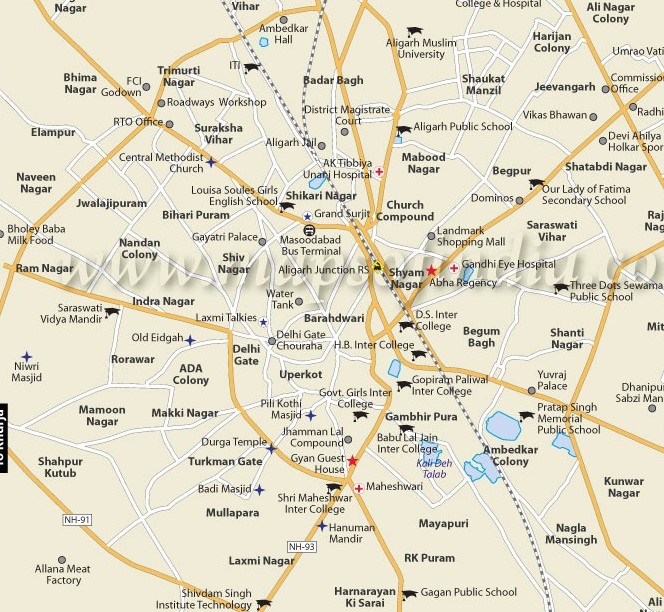 Nagar
Vihar
Ambedkar
Hall
College
& Hospital
Ali Nagar
Colony
Aligarh Muslim
University
Harijan
Colony
Umrao Vati
Trimurti
Nagar
ITI
Bhima
Nagar
FCI
Godown
Badar Bagh
Shaukat
Manzil
Jeevangarh
Commission
Office
Roadways Workshop
District Magistrate
Court
Radhi
RTO Office
Elampur
Suraksha
Vihar
Aligarh Jail
Aligarh Public School
Vikas Bhawan
Devi Ahilya
Holkar Spor
Central Methodist
Church
AK Tibbiya
Unani Hospital
Mabood
Nagar
Begpur
Shatabdi Nagar
Naveen
Nagar
Louisa Soules Girls
English School
Shikari Nagar
Our Lady of Fatima
Secondary School
Jwalajipuram
Bihari Puram
Grand Surjit
Church
Compound
Dominos
Bholey Baba
Milk Food
Nandan
Colony
Gayatri Palace
Masoodabad
Bus Terminal
Landmark
Shopping Mall
Saraswati
Vihar
www.mapsofindia.com
Ram Nagar
Shiv
Nagar
Aligarh Junction RS
Shyam
Nagar
Gandhi Eye Hospital
Abha Regency
Three Dots Sewama
Public School
Indra Nagar
Water
Tank
Saraswati
Vidya Mandir
Laxmi Talkies
Barahdwari
D.S. Inter
College
Old Eidgah
Delhi Gate
Chouraha
H.B. Inter College
Begum
Bagh
Shanti
Nagar
Mit
Rorawar
Delhi
Gate
Niwri
Masjid
ADA
Colony
Uperkot
Gopiram Paliwal
Inter College
Yuvraj
Palace
Dhanipur
Sabzi Man
Mamoon
Nagar
Makki Nagar
Pili Kothi
Masjid
Govt. Girls Inter
College
Gambhir Pura
Pratap Singh
Memorial
Public School
To Khurja
Durga Temple
Jhamman Lal
Compound
Babu Lal Jain
Inter College
Shahpur
Kutub
Turkman Gate
Gyan Guest
House
Kali Deh
Talab
Ambedkar
Colony
Badi Masjid
Maheshwari
Kunwar
Nagar
Shri Maheshwar
Inter College
Mullapara
NH-91
Hanuman
Mandir
Mayapuri
Nagla
Mansingh
NH-93
Allana Meat
Factory
Laxmi Nagar
RK Puram
Shivdam Singh
Institute Technology
Harnarayan
Ki Sarai
Gagan Public School